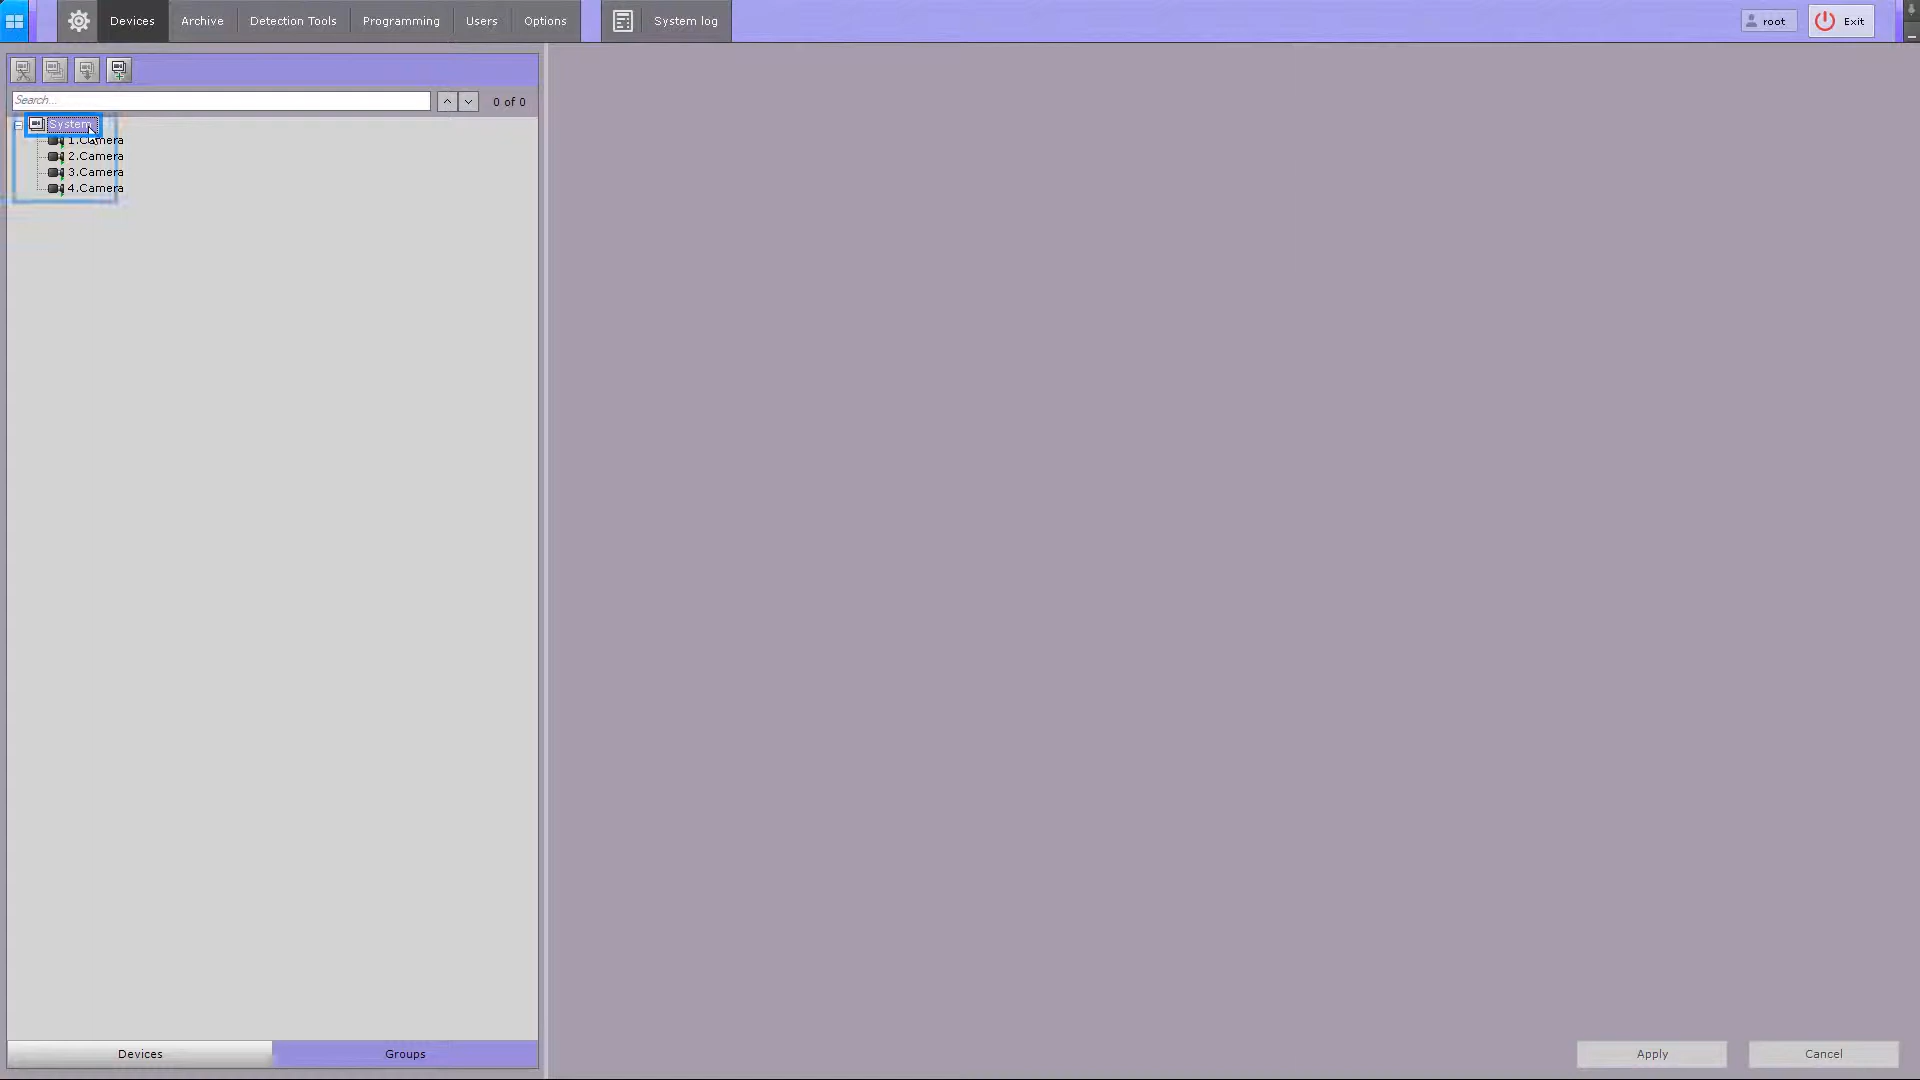 Devices Archive Detection Tools Programming Users Options System log root Exit
Search... 0 of 0
System
1.Camera
2.Camera
3.Camera
4.Camera
Devices Groups Apply Cancel